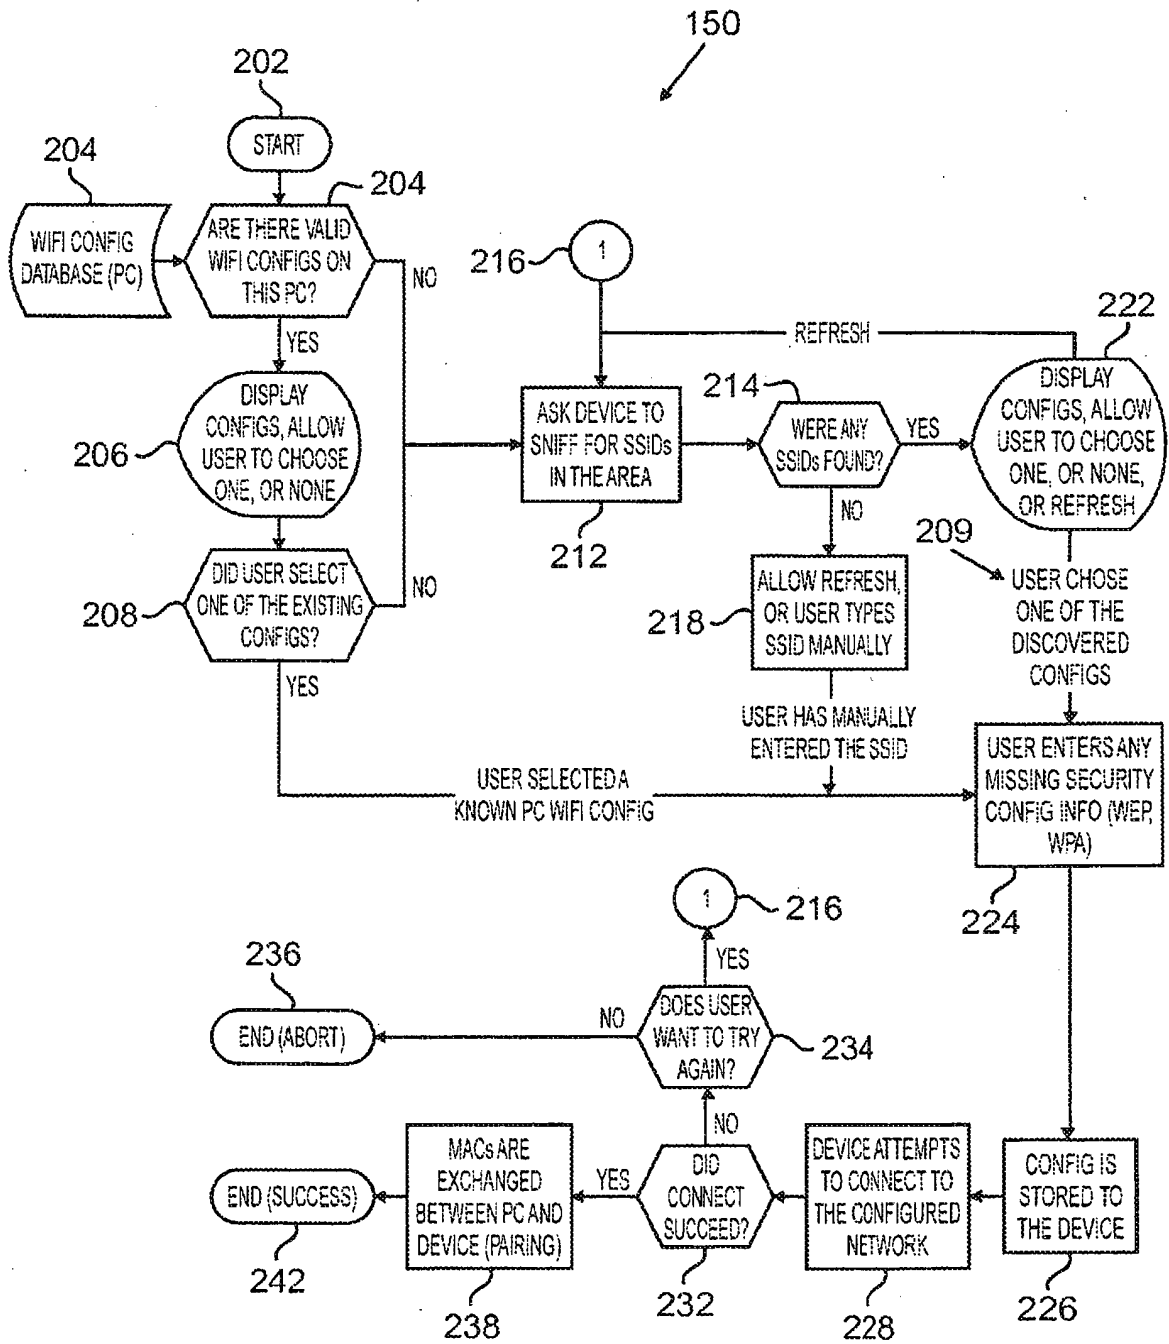 150
202
START
204
WIFI CONFIG
DATABASE (PC)
204
ARE THERE VALID
WIFI CONFIGS ON
THIS PC?
NO
YES
206
DISPLAY
CONFIGS, ALLOW
USER TO CHOOSE
ONE, OR NONE
208
DID USER SELECT
ONE OF THE EXISTING
CONFIGS?
NO
YES
216
1
REFRESH
ASK DEVICE TO
SNIFF FOR SSIDs
IN THE AREA
212
214
WERE ANY
SSIDs FOUND?
YES
NO
222
DISPLAY
CONFIGS, ALLOW
USER TO CHOOSE
ONE, OR NONE,
OR REFRESH
218
ALLOW REFRESH,
OR USER TYPES
SSID MANUALLY
209
USER CHOSE
ONE OF THE
DISCOVERED
CONFIGS
USER HAS MANUALLY
ENTERED THE SSID
USER SELECTED A
KNOWN PC WIFI CONFIG
USER ENTERS ANY
MISSING SECURITY
CONFIG INFO (WEP,
WPA)
224
1
216
YES
236
END (ABORT)
NO
DOES USER
WANT TO TRY
AGAIN?
234
NO
END (SUCCESS)
242
MACs ARE
EXCHANGED
BETWEEN PC AND
DEVICE (PAIRING)
238
YES
DID
CONNECT
SUCCEED?
232
DEVICE ATTEMPTS
TO CONNECT TO
THE CONFIGURED
NETWORK
228
CONFIG IS
STORED TO
THE DEVICE
226